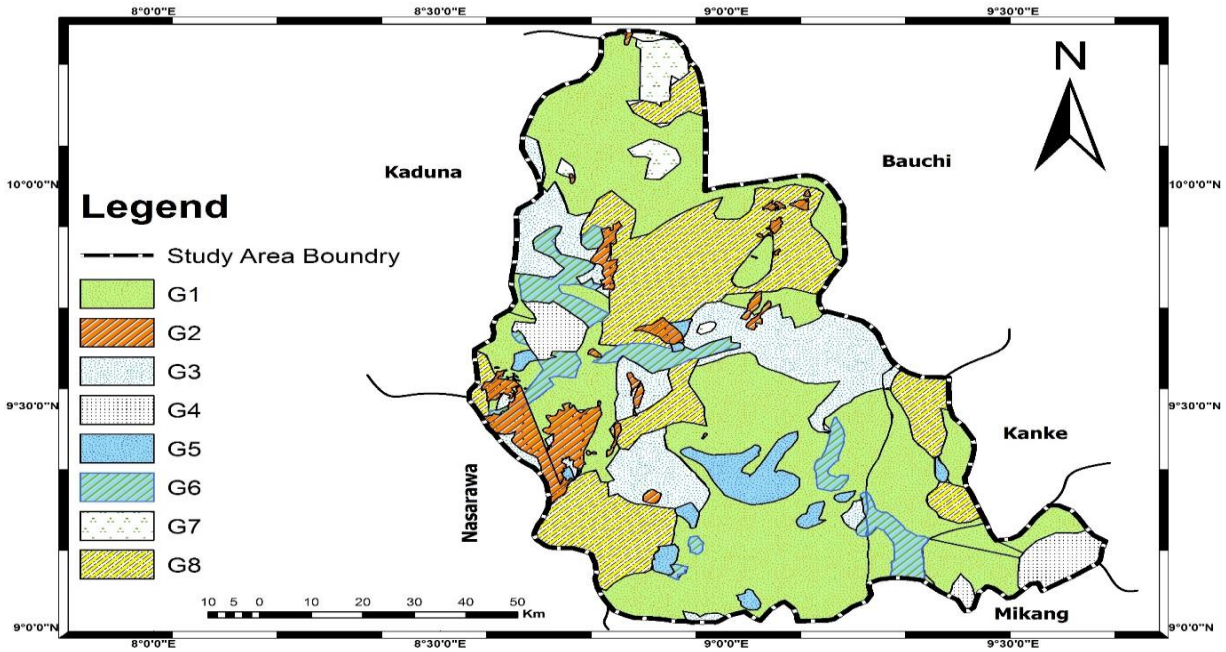 8°0'0"E 8°30'0"E 9°0'0"E 9°30'0"E
N
Kaduna
Bauchi
10°0'0"N 10°0'0"N
Legend
Study Area Boundry
G1
G2
G3
G4
G5
G6
G7
G8
9°30'0"N 9°30'0"N
Kanke
Nasarawa
10 5 0 10 20 30 40 50
Km
Mikang
9°0'0"N 9°0'0"N
8°0'0"E 8°30'0"E 9°0'0"E 9°30'0"E